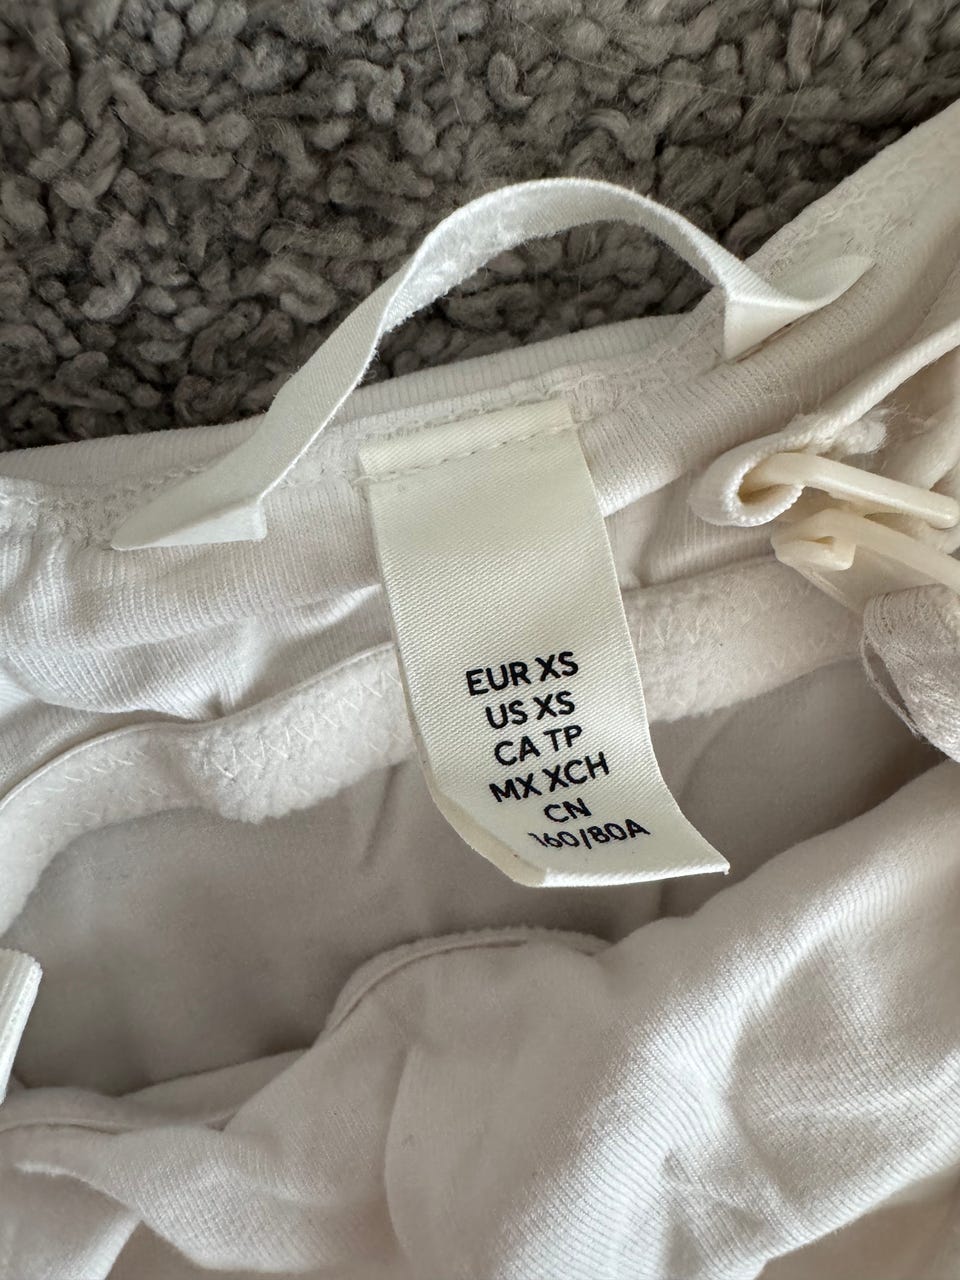 EUR XS
US XS
CA TP
MX XCH
CN
160/80A